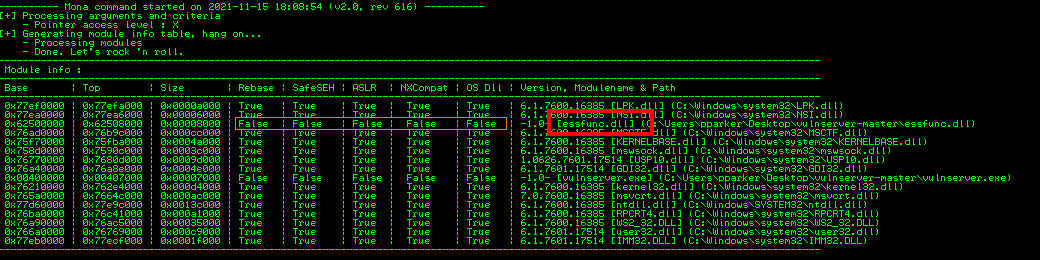 ---------- Mona command started on 2021-11-15 18:08:54 (v2.0, rev 616) ----------
[+] Processing arguments and criteria
- Pointer access level : X
[+] Generating module info table, hang on...
- Processing modules
- Done. Let's rock 'n roll.
Module info :
Base | Top | Size | Rebase | SafeSEH | ASLR | NXCompat | OS Dll | Version, Modulename & Path
0x77ef0000 | 0x77efa000 | 0x0000a000 | True | True | True | True | True | 6.1.7600.16385 [LPK.dll] (C:\Windows\system32\LPK.dll)
0x77ea0000 | 0x77ea6000 | 0x00006000 | True | True | True | True | True | 6.1.7600.16385 [NSI.dll] (C:\Windows\system32\NSI.dll)
0x62500000 | 0x62508000 | 0x00008000 | False | False | False | False | False | -1.0- [essfunc.dll] (C:\Users\pparker\Desktop\vulnserver-master\essfunc.dll)
0x76ad0000 | 0x76b9c000 | 0x000cc000 | True | True | True | True | True | 6.1.7600.16385 [MSCTF.dll] (C:\Windows\system32\MSCTF.dll)
0x75f70000 | 0x75fba000 | 0x0004a000 | True | True | True | True | True | 6.1.7600.16385 [KERNELBASE.dll] (C:\Windows\system32\KERNELBASE.dll)
0x758d0000 | 0x7590c000 | 0x0003c000 | True | True | True | True | True | 6.1.7600.16385 [mswsock.dll] (C:\Windows\system32\mswsock.dll)
0x76770000 | 0x7680d000 | 0x0009d000 | True | True | True | True | True | 1.0626.7601.17514 [USP10.dll] (C:\Windows\system32\USP10.dll)
0x76a40000 | 0x76a8e000 | 0x0004e000 | True | True | True | True | True | 6.1.7601.17514 [GDI32.dll] (C:\Windows\system32\GDI32.dll)
0x00400000 | 0x00407000 | 0x00007000 | False | False | False | False | False | -1.0- [vulnserver.exe] (C:\Users\pparker\Desktop\vulnserver-master\vulnserver.exe)
0x76210000 | 0x762e4000 | 0x000d4000 | True | True | True | True | True | 6.1.7600.16385 [kernel32.dll] (C:\Windows\system32\kernel32.dll)
0x765a0000 | 0x7664c000 | 0x000ac000 | True | True | True | True | True | 7.0.7600.16385 [msvcrt.dll] (C:\Windows\system32\msvcrt.dll)
0x77d60000 | 0x77e9c000 | 0x0013c000 | True | True | True | True | True | 6.1.7600.16385 [ntdll.dll] (C:\Windows\SYSTEM32\ntdll.dll)
0x76ba0000 | 0x76c41000 | 0x000a1000 | True | True | True | True | True | 6.1.7600.16385 [RPCRT4.dll] (C:\Windows\system32\RPCRT4.dll)
0x76a90000 | 0x76ac5000 | 0x00035000 | True | True | True | True | True | 6.1.7600.16385 [WS2_32.DLL] (C:\Windows\system32\WS2_32.DLL)
0x766a0000 | 0x76769000 | 0x000c9000 | True | True | True | True | True | 6.1.7601.17514 [user32.dll] (C:\Windows\system32\user32.dll)
0x77eb0000 | 0x77ecf000 | 0x0001f000 | True | True | True | True | True | 6.1.7601.17514 [IMM32.DLL] (C:\Windows\system32\IMM32.DLL)